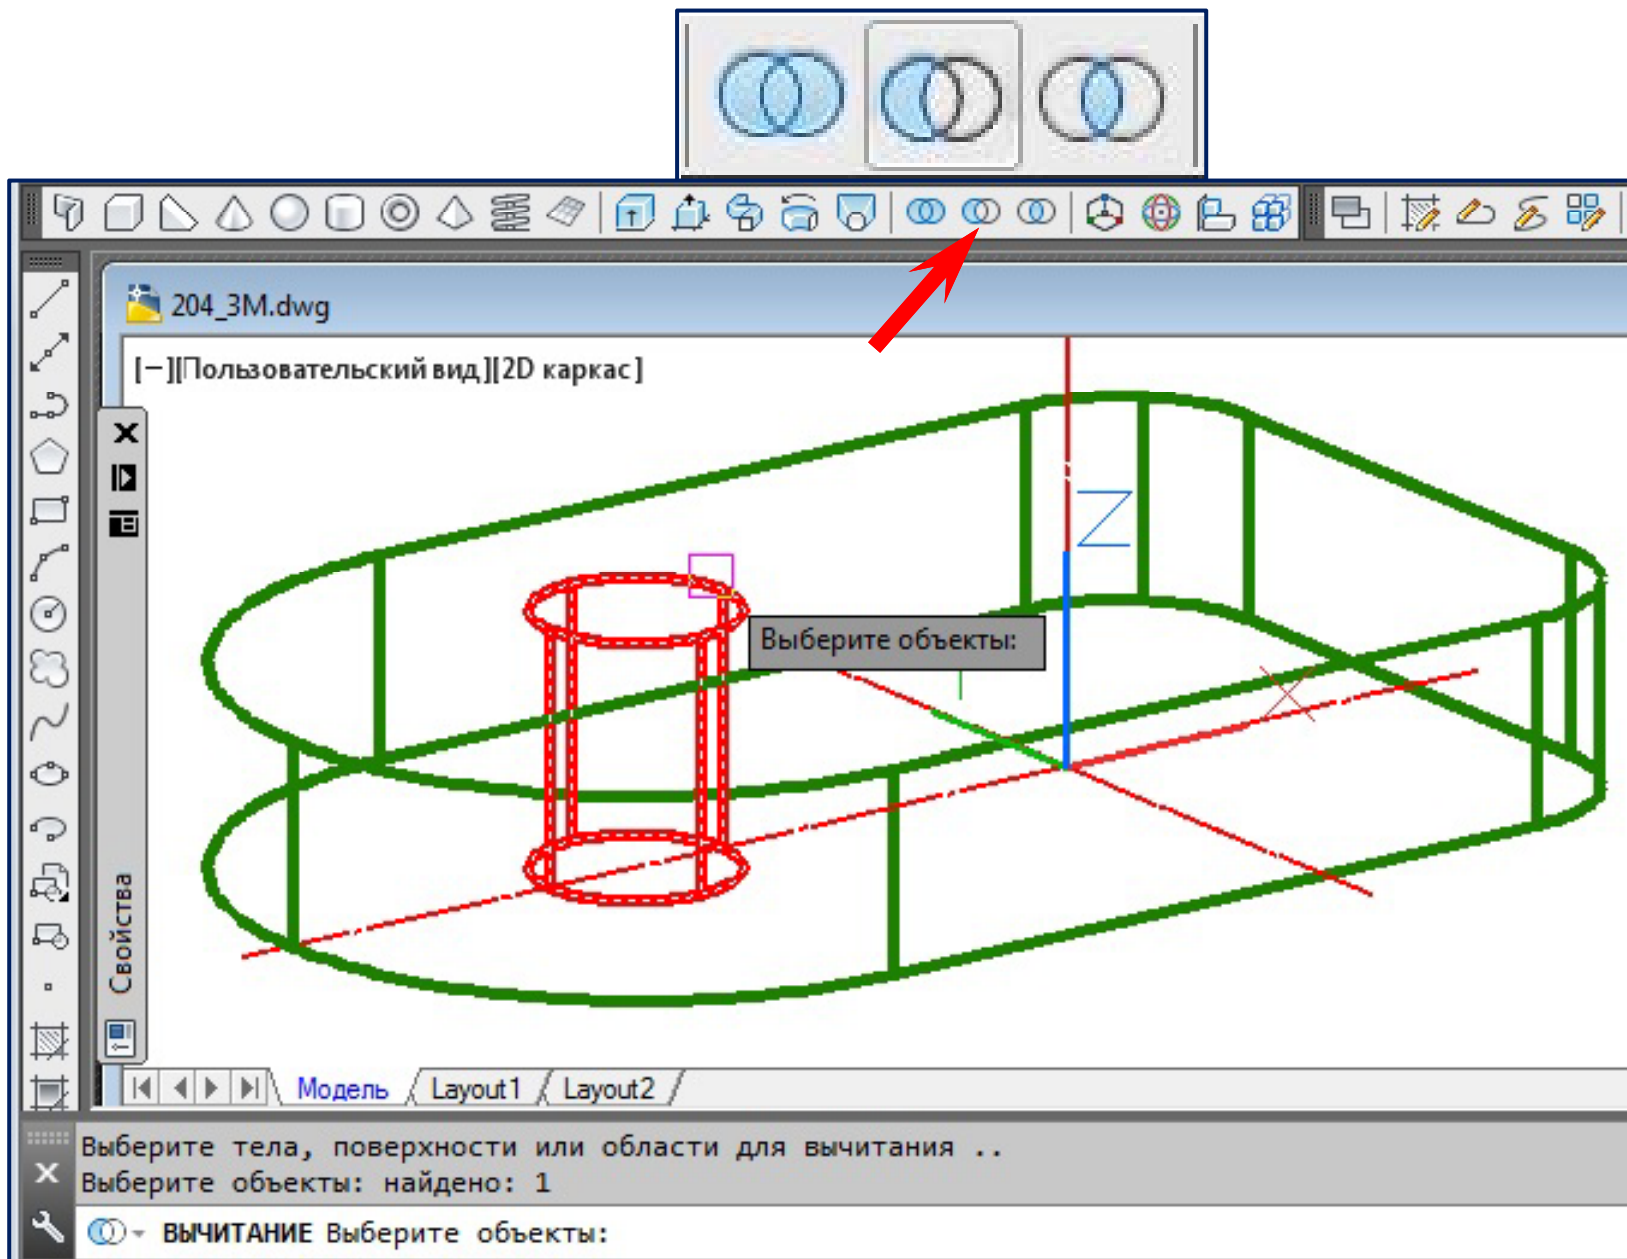 204_3М.dwg
[−][Пользовательский вид][2D каркас]
Z
Выберите объекты:
X
Свойства
Модель Layout1 Layout2
Выберите тела, поверхности или области для вычитания ..
Выберите объекты: найдено: 1
ВЫЧИТАНИЕ Выберите объекты: